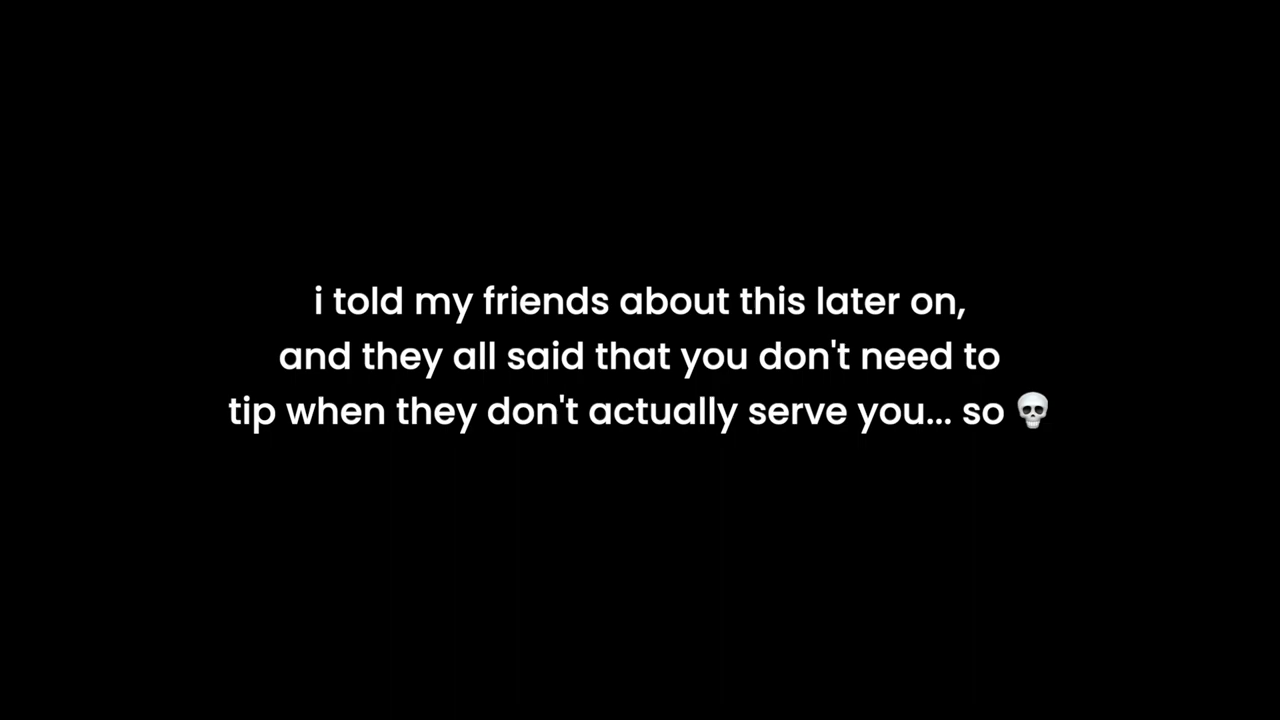 i told my friends about this later on,
and they all said that you don't need to
tip when they don't actually serve you... so 💀